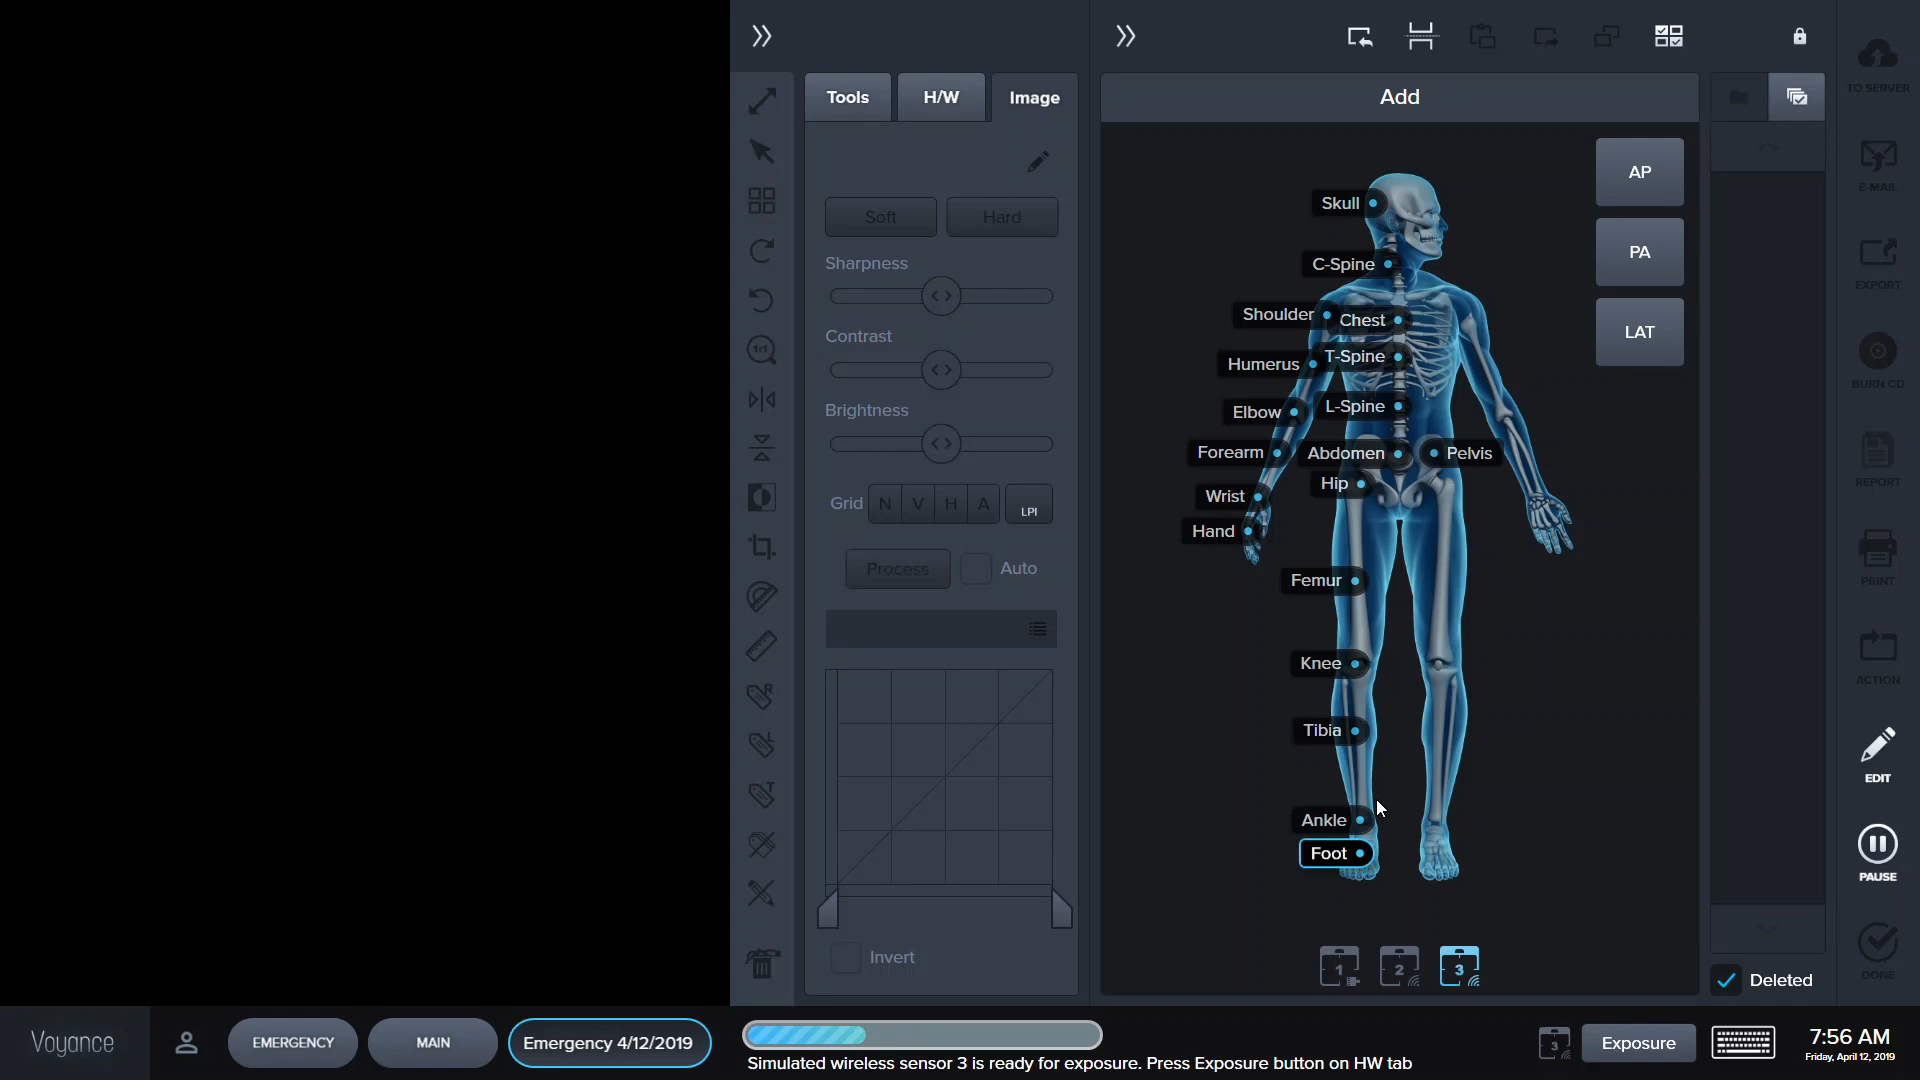 Tools
H/W
Image
Add
TO SERVER
AP
E-MAIL
Skull
Soft
Hard
PA
Sharpness
C-Spine
EXPORT
Shoulder
Chest
LAT
Contrast
1:1
T-Spine
Humerus
BURN CD
Brightness
L-Spine
Elbow
Forearm
Abdomen
Pelvis
REPORT
Hip
Grid
N
V
H
A
LPI
Wrist
Hand
Process
Auto
Femur
PRINT
Knee
ACTION
R
Tibia
L
EDIT
T
Ankle
Foot
PAUSE
Invert
1
2
3
DONE
Deleted
Voyance
EMERGENCY
MAIN
Emergency 4/12/2019
Simulated wireless sensor 3 is ready for exposure. Press Exposure button on HW tab
3
Exposure
7:56 AM
Friday, April 12, 2019